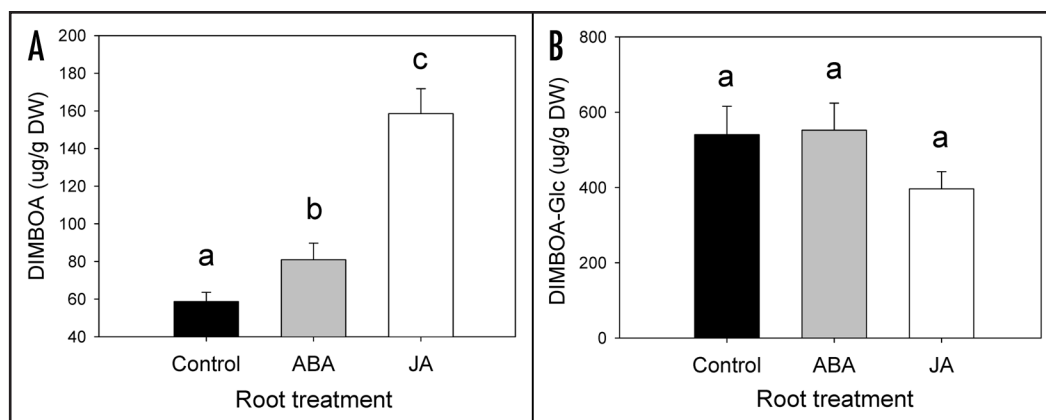 A
DIMBOA (ug/g DW)
200
180
160
140
120
100
80
60
40
a
b
c
Control ABA JA
Root treatment
B
DIMBOA-Glc (ug/g DW)
800
600
400
200
0
a
a
a
Control ABA JA
Root treatment